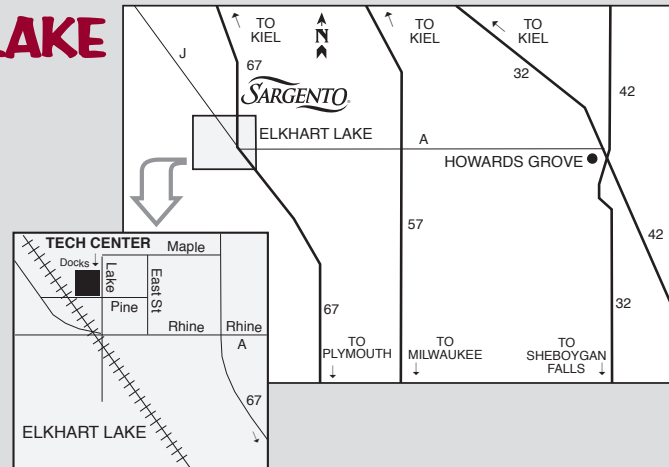 LAKE
TO
KIEL
N
TO
KIEL
TO
KIEL
J
67
32
42
SARGENTO
ELKHART LAKE
A
HOWARDS GROVE
57
42
67
32
TO
PLYMOUTH
TO
MILWAUKEE
TO
SHEBOYGAN
FALLS
TECH CENTER
Maple
Docks
Lake
East St
Pine
Rhine
Rhine
A
67
ELKHART LAKE